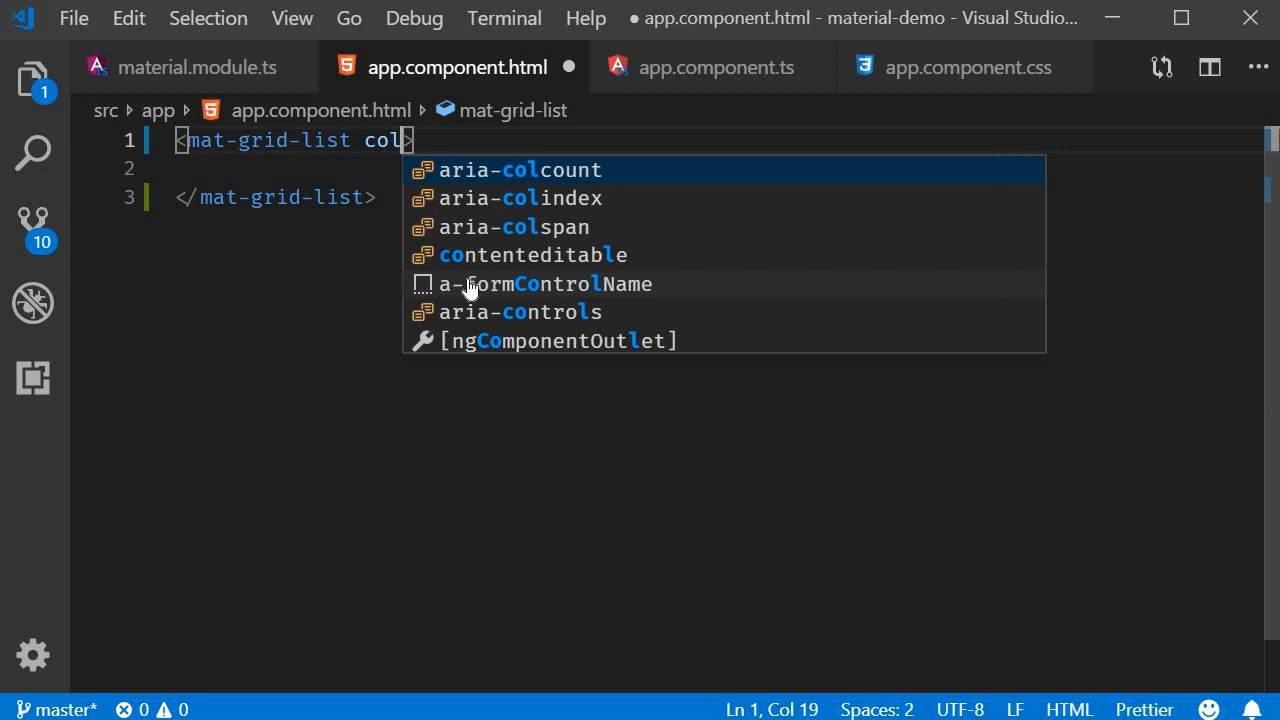 File Edit Selection View Go Debug Terminal Help ● app.component.html - material-demo - Visual Studio...
material.module.ts app.component.html app.component.ts app.component.css
src app app.component.html mat-grid-list
1 <mat-grid-list col>
aria-colcount
2
aria-colindex
3 </mat-grid-list>
aria-colspan
contenteditable
a-formControlName
aria-controls
[ngComponentOutlet]
1
10
master* 0 0 Ln 1, Col 19 Spaces: 2 UTF-8 LF HTML Prettier